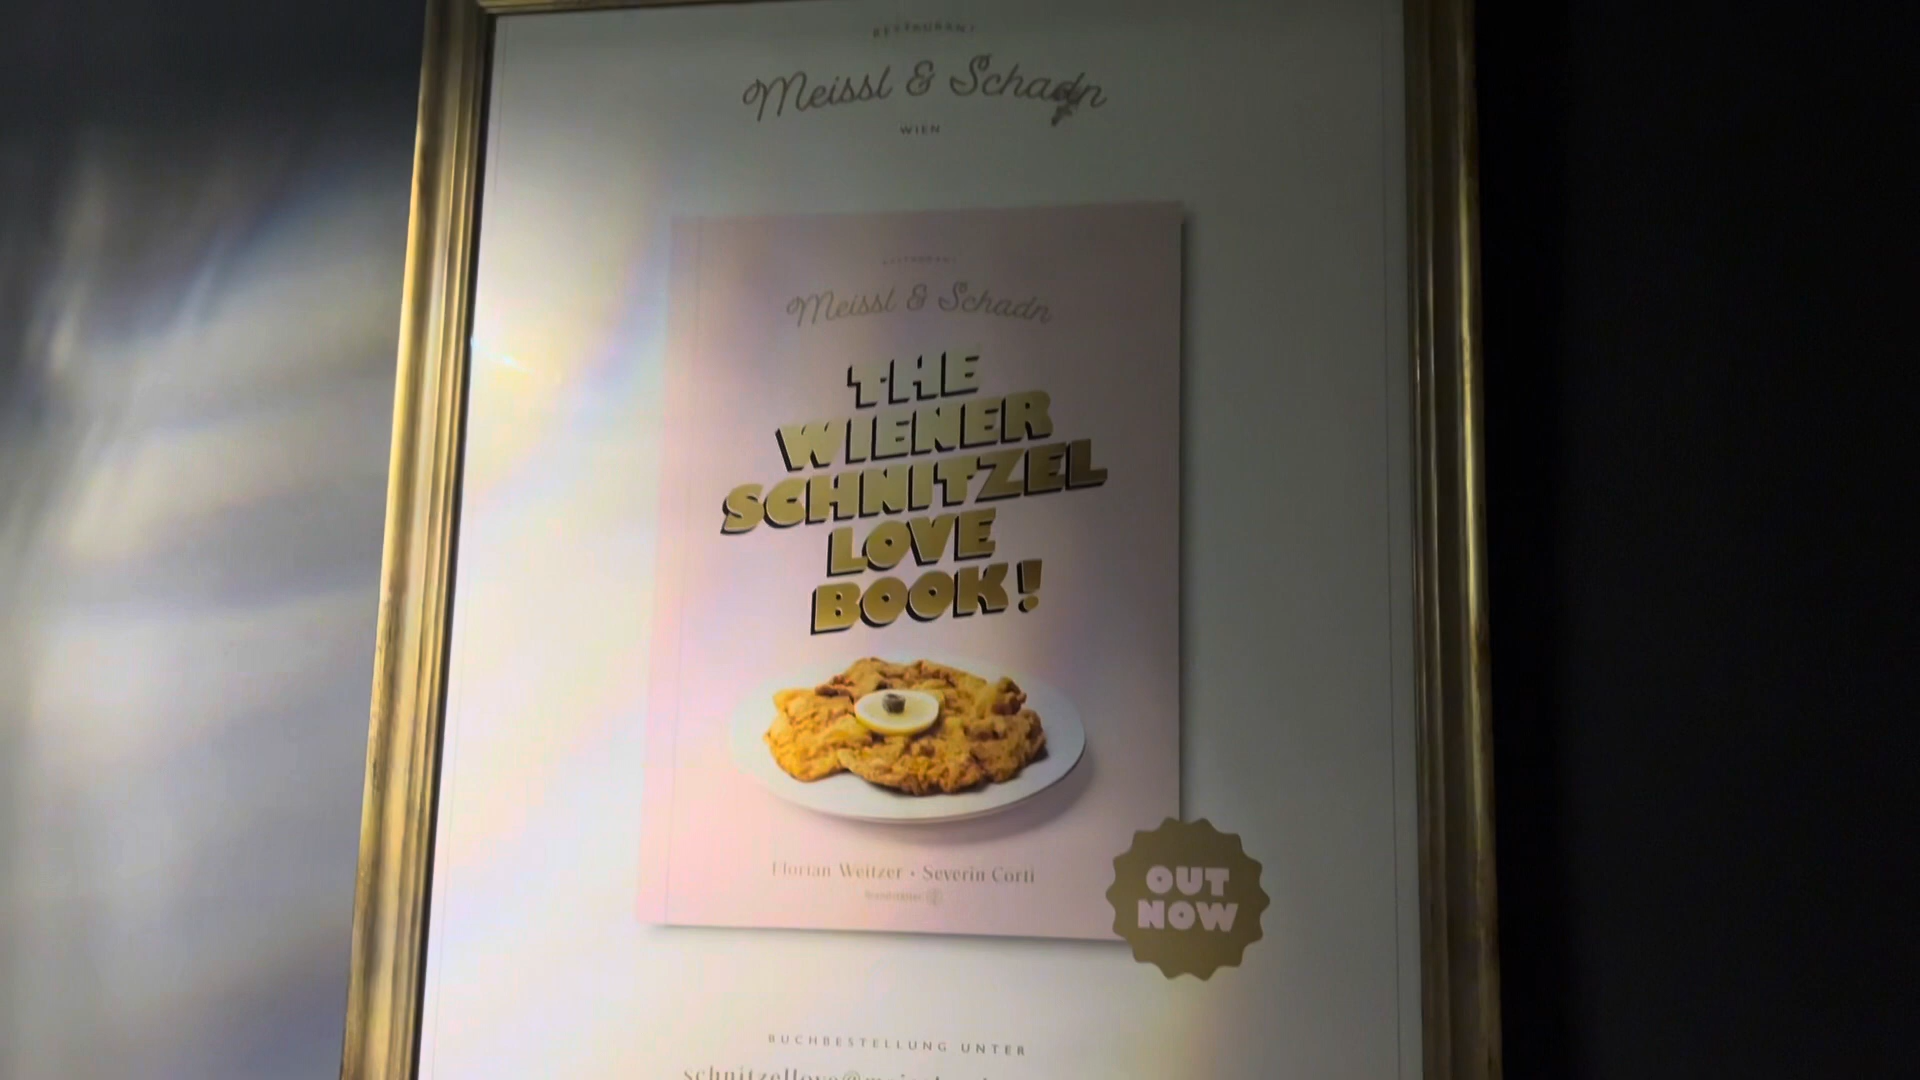 RESTAURANT
Meissl & Schadn
WIEN
RESTAURANT
Meissl & Schadn
THE
WIENER
SCHNITZEL
LOVE
BOOK!
Florian Weitzer • Severin Corti
OUT
NOW
BUCHBESTELLUNG UNTER